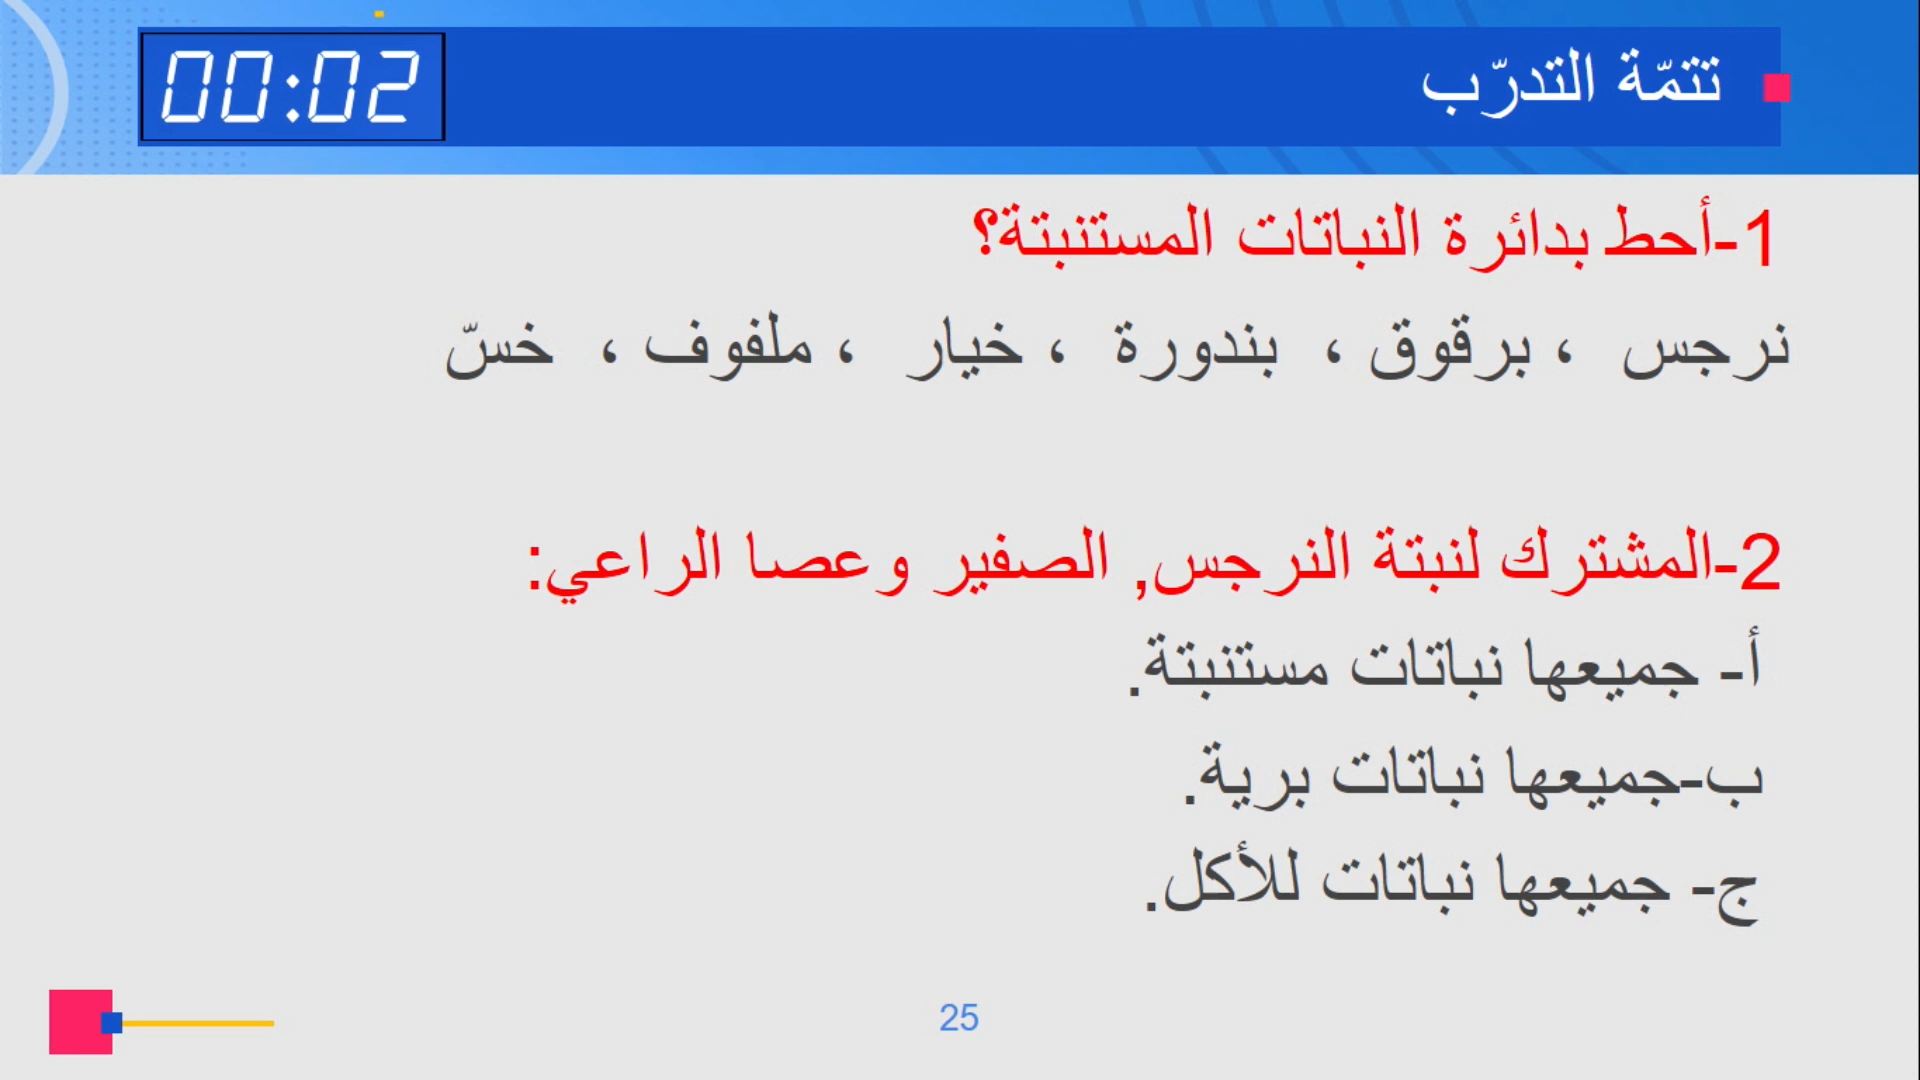 00:02
تتمّة التدرّب
1-أحط بدائرة النباتات المستنبتة؟
نرجس ، برقوق ، بندورة ، خيار ، ملفوف ، خسّ
2-المشترك لنبتة النرجس, الصفير وعصا الراعي:
أ- جميعها نباتات مستنبتة.
ب-جميعها نباتات برية.
ج- جميعها نباتات للأكل.
25